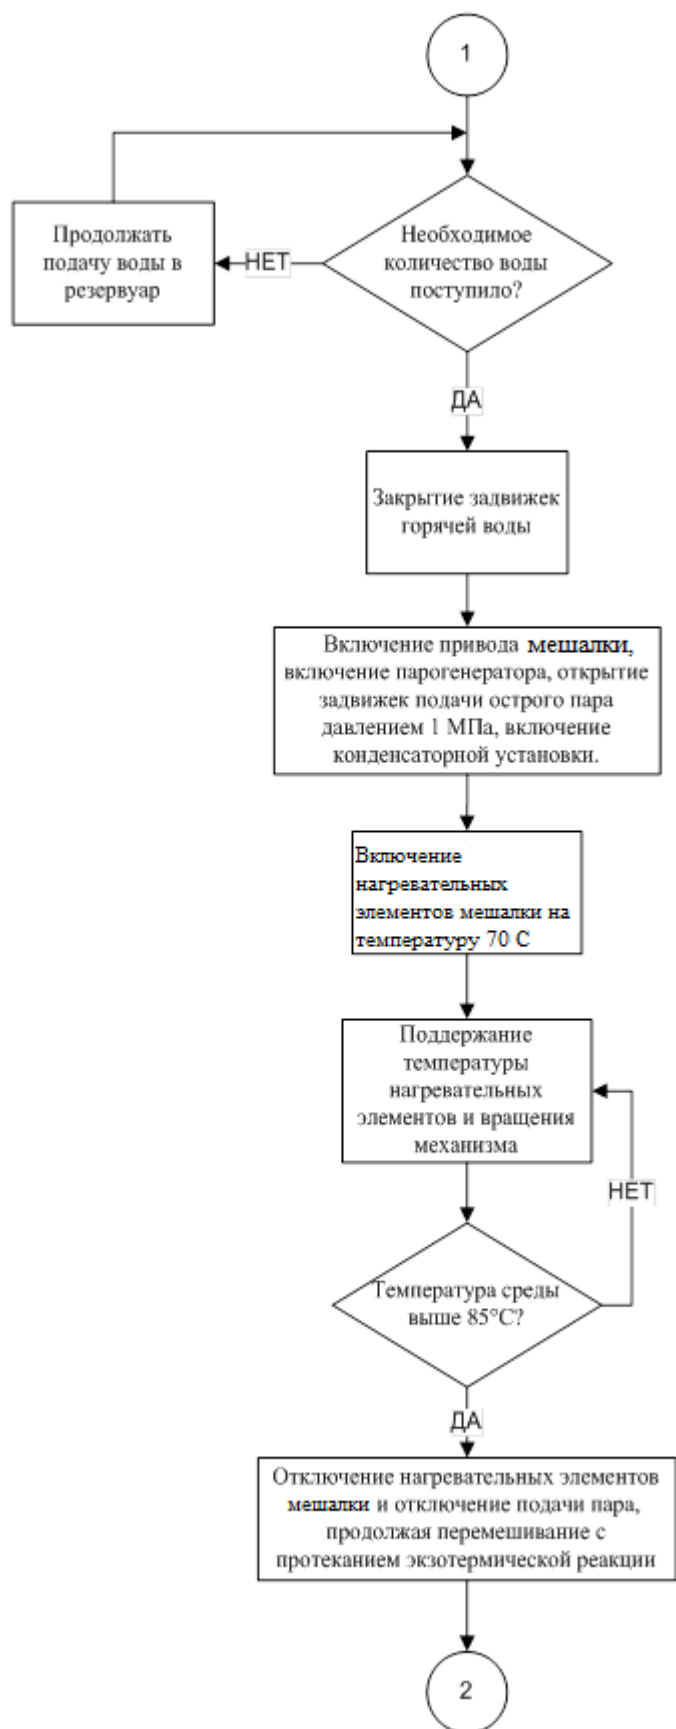 1
Необходимое
количество воды
поступило?
НЕТ
Продолжать
подачу воды в
резервуар
ДА
Закрытие задвижек
горячей воды
Включение привода мешалки,
включение парогенератора, открытие
задвижек подачи острого пара
давлением 1 МПа, включение
конденсаторной установки.
Включение
нагревательных
элементов мешалки на
температуру 70 С
Поддержание
температуры
нагревательных
элементов и вращения
механизма
НЕТ
Температура среды
выше 85°С?
ДА
Отключение нагревательных элементов
мешалки и отключение подачи пара,
продолжая перемешивание с
протеканием экзотермической реакции
2